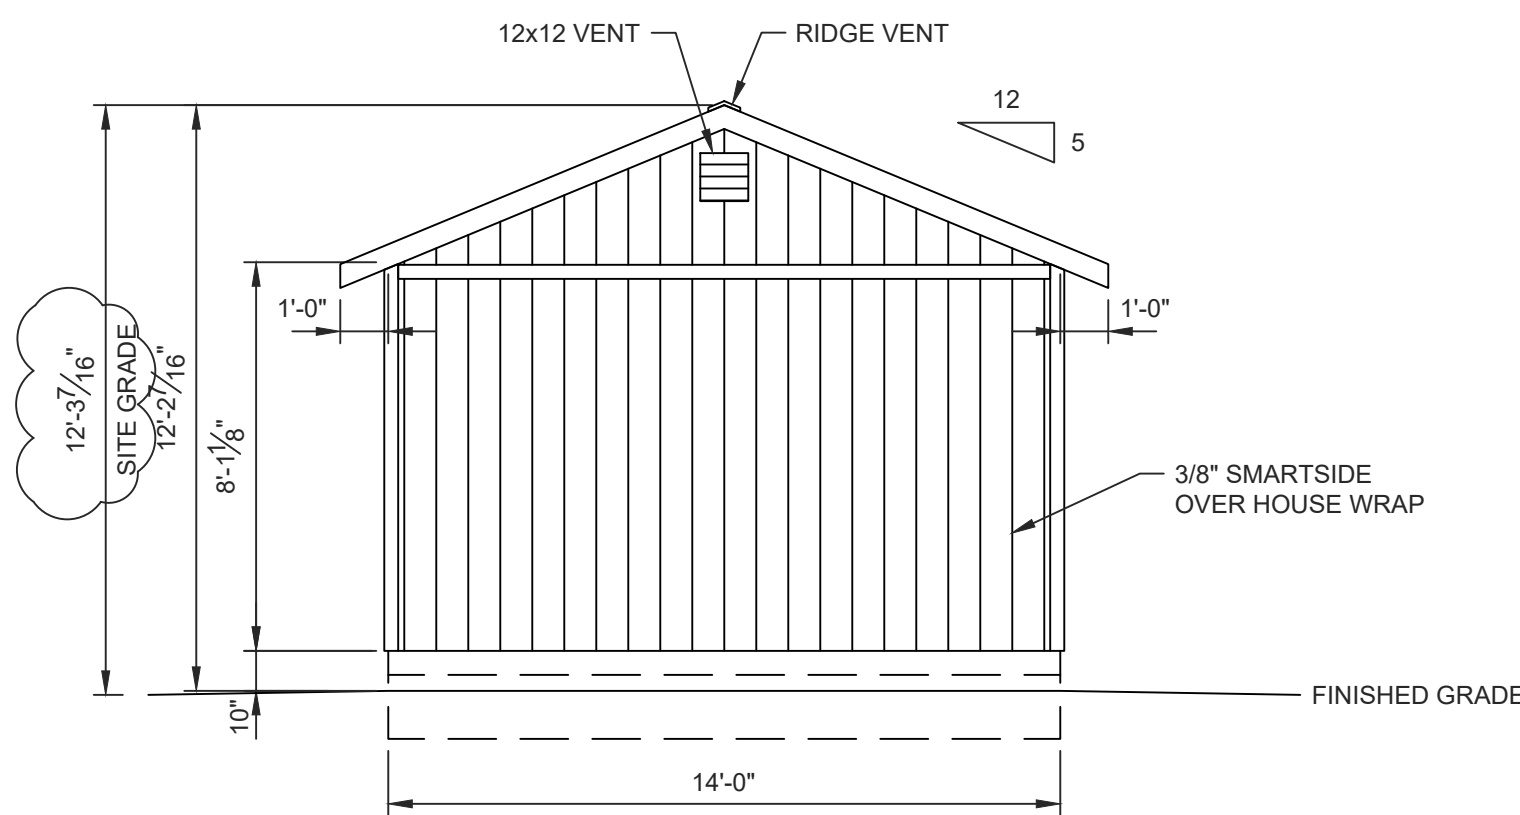 12x12 VENT
RIDGE VENT
12
5
1'-0"
1'-0"
12'-3 7/16"
SITE GRADE
12'-2 7/16"
8'-1 1/8"
3/8" SMARTSIDE
OVER HOUSE WRAP
10"
FINISHED GRADE
14'-0"